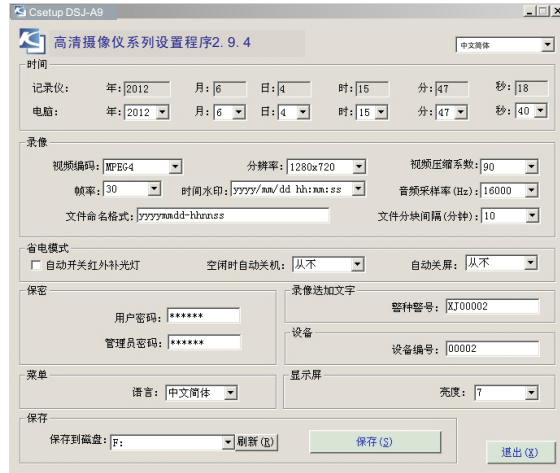 Csetup DSJ-A9
高清摄像仪系列设置程序2. 9. 4
中文简体
时间
记录仪: 年: 2012 月: 6 日: 4 时: 15 分: 47 秒: 18
电脑: 年: 2012 月: 6 日: 4 时: 15 分: 47 秒: 40
录像
视频编码: MPEG4 分辨率: 1280x720 视频压缩系数: 90
帧率: 30 时间水印: yyyy/mm/dd hh:mm:ss 音频采样率(Hz): 16000
文件命名格式: yyyymmdd-hhnnss 文件分块间隔(分钟): 10
省电模式
自动开关红外补光灯 空闲时自动关机: 从不 自动关屏: 从不
保密
用户密码: ******
管理员密码: ******
录像迭加文字
警种警号: XJ00002
设备
设备编号: 00002
菜单
语言: 中文简体
显示屏
亮度: 7
保存
保存到磁盘: F: 刷新(R) 保存(S)
退出(X)